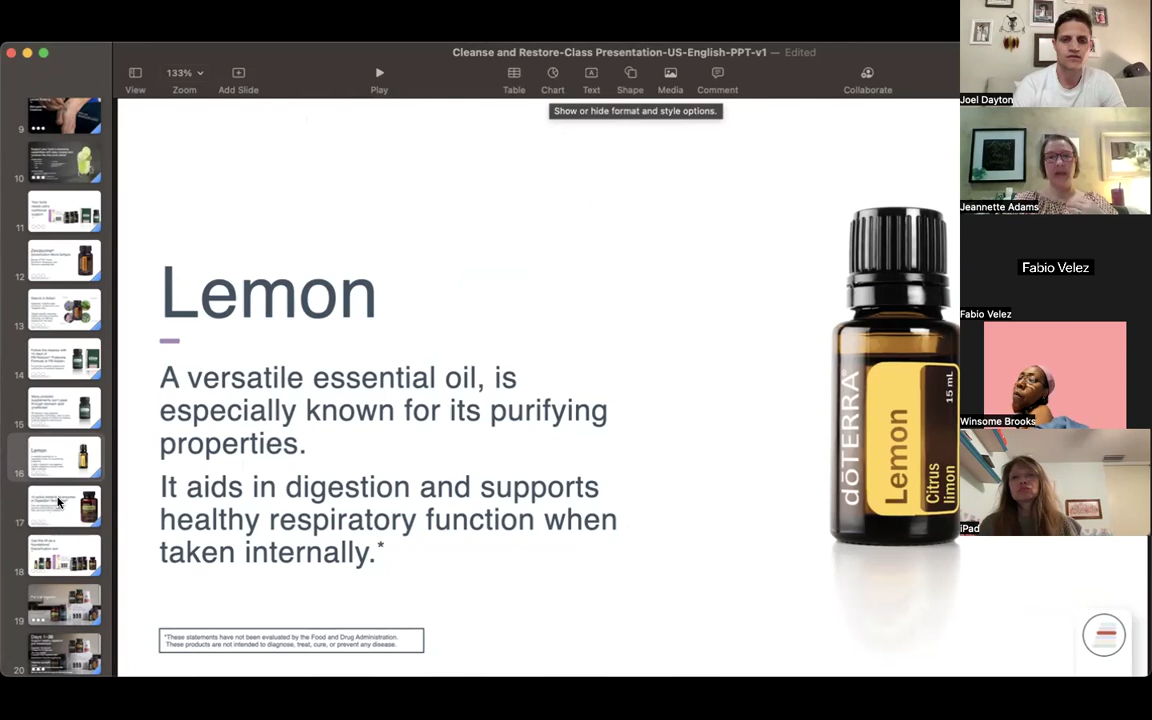 Cleanse and Restore-Class Presentation-US-English-PPT-v1 — Edited
133%
View
Zoom
Add Slide
Play
Table
Chart
Text
Shape
Media
Comment
Collaborate
Show or hide format and style options.
9
10
11
12
13
14
15
16
17
18
19
20
Lemon
A versatile essential oil, is
especially known for its purifying
properties.
It aids in digestion and supports
healthy respiratory function when
taken internally.*
*These statements have not been evaluated by the Food and Drug Administration.
These products are not intended to diagnose, treat, cure, or prevent any disease.
dōTERRA®
Lemon
Citrus
limon
15 mL
Joel Dayton
Jeannette Adams
Fabio Velez
Fabio Velez
Winsome Brooks
iPad